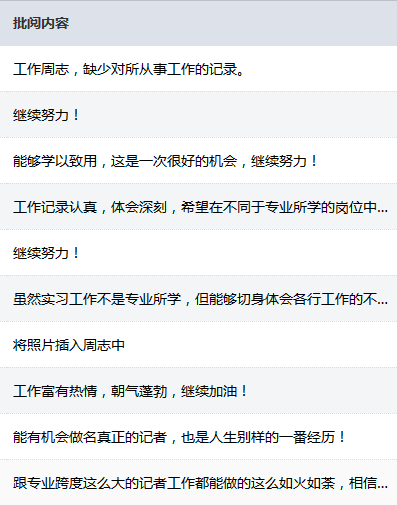 批阅内容
工作周志，缺少对所从事工作的记录。
继续努力！
能够学以致用，这是一次很好的机会，继续努力！
工作记录认真，体会深刻，希望在不同于专业所学的岗位中...
继续努力！
虽然实习工作不是专业所学，但能够切身体会各行工作的不...
将照片插入周志中
工作富有热情，朝气蓬勃，继续加油！
能有机会做名真正的记者，也是人生别样的一番经历！
跟专业跨度这么大的记者工作都能做的这么如火如荼，相信...